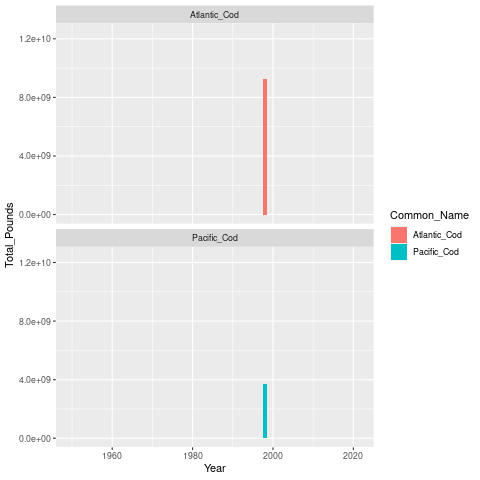 Atlantic_Cod
1.2e+10
8.0e+09
4.0e+09
0.0e+00
Pacific_Cod
1.2e+10
8.0e+09
4.0e+09
0.0e+00
Total_Pounds
1960 1980 2000 2020
Year
Common_Name
Atlantic_Cod
Pacific_Cod